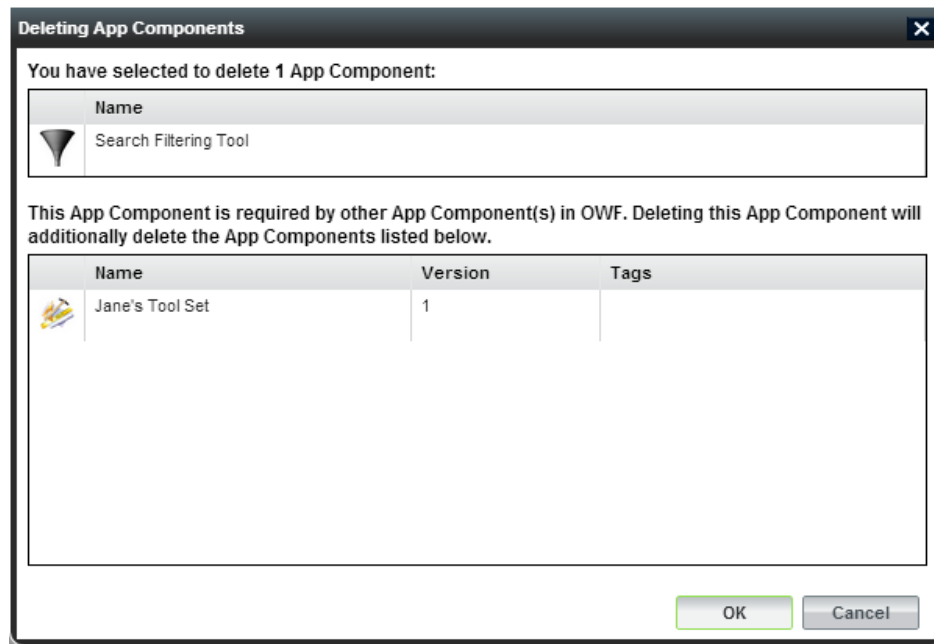 Deleting App Components
You have selected to delete 1 App Component:
Name
Search Filtering Tool
This App Component is required by other App Component(s) in OWF. Deleting this App Component will
additionally delete the App Components listed below.
Name Version Tags
Jane's Tool Set 1
OK Cancel